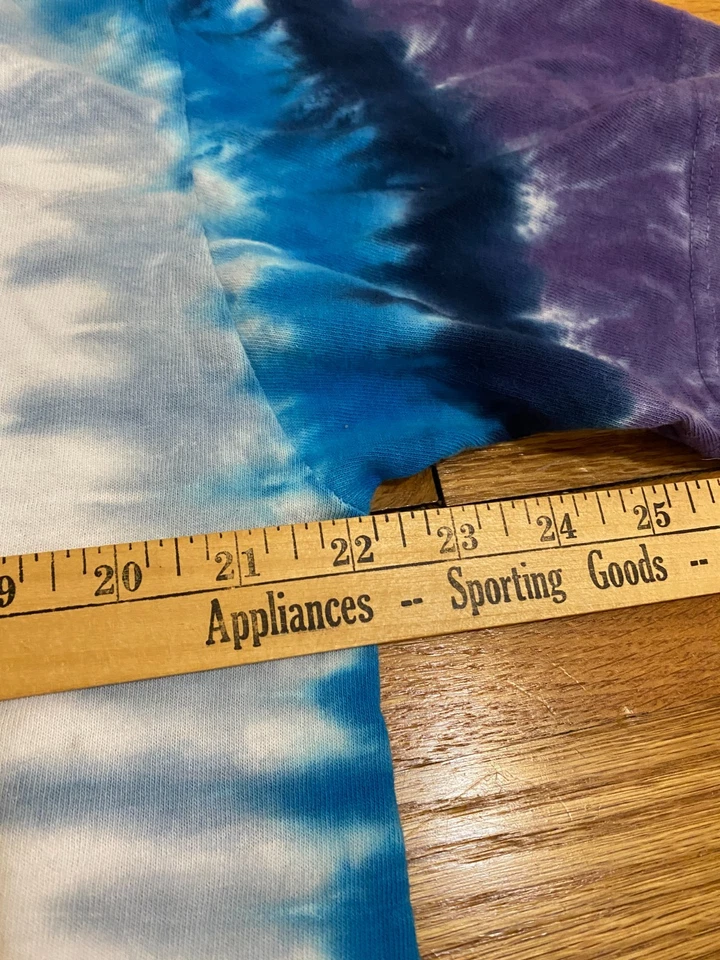 9 20 21 22 23 24 25
Appliances -- Sporting Goods --